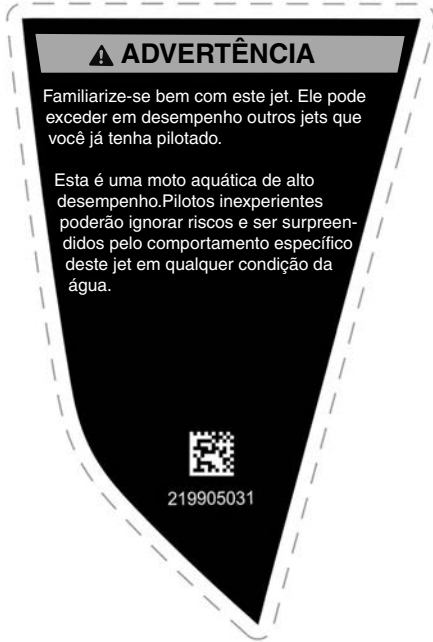 ADVERTÊNCIA
Familiarize-se bem com este jet. Ele pode
exceder em desempenho outros jets que
você já tenha pilotado.
Esta é uma moto aquática de alto
desempenho.Pilotos inexperientes
poderão ignorar riscos e ser surpreen-
didos pelo comportamento específico
deste jet em qualquer condição da
água.
219905031